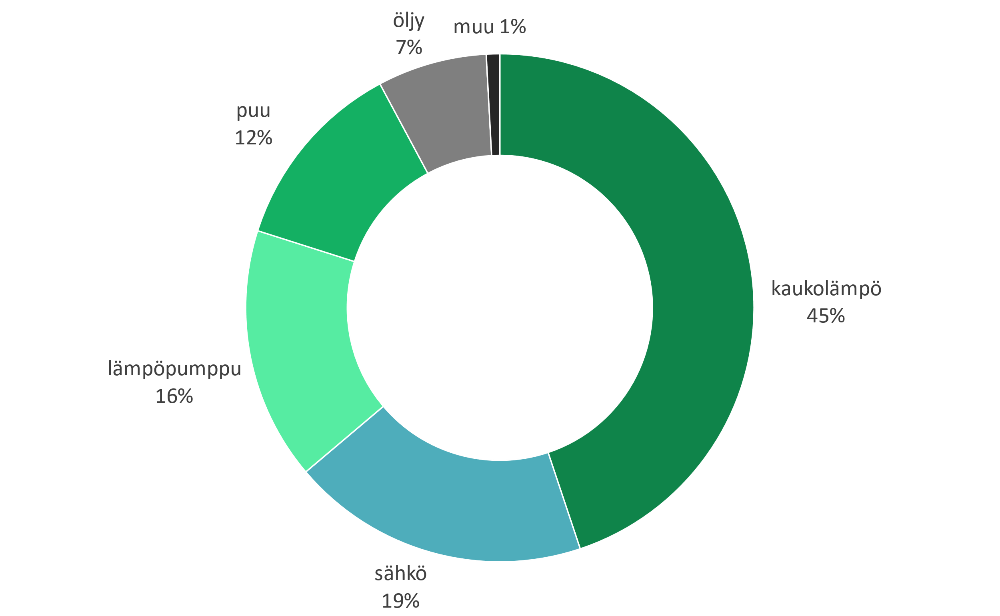 öljy
7%
muu 1%
puu
12%
kaukolämpö
45%
lämpöpumppu
16%
sähkö
19%